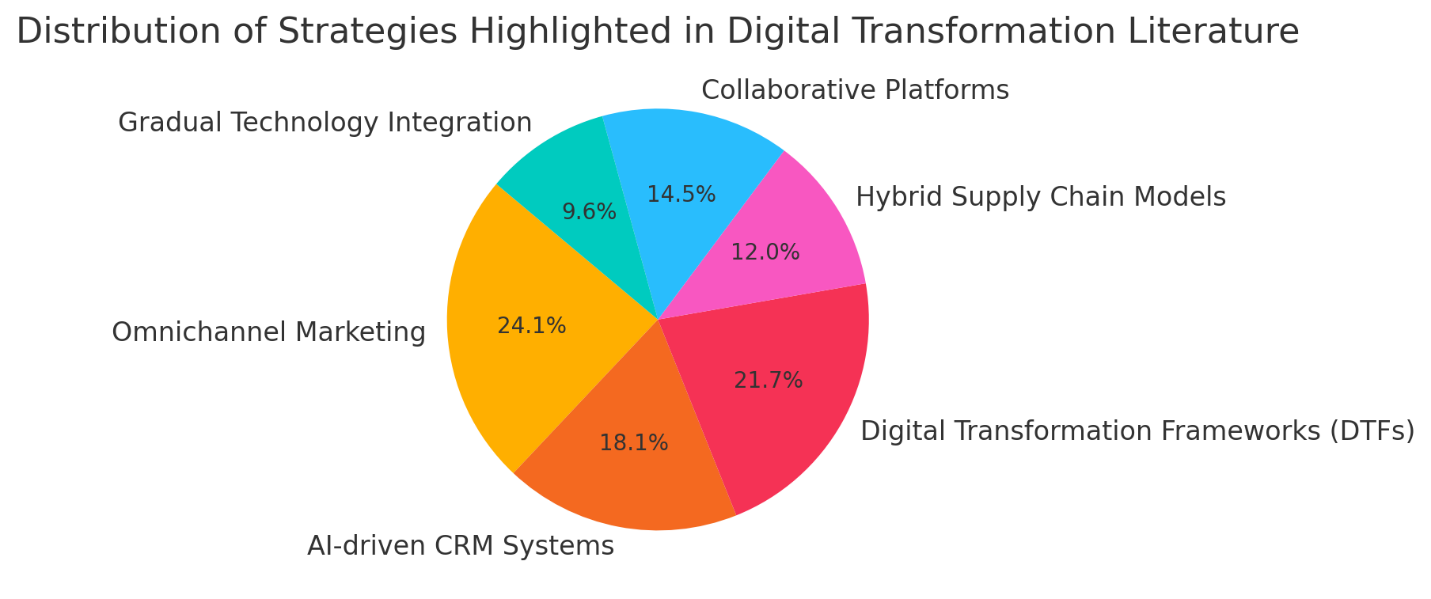 Distribution of Strategies Highlighted in Digital Transformation Literature
Collaborative Platforms
Gradual Technology Integration
Hybrid Supply Chain Models
14.5%
9.6%
12.0%
Omnichannel Marketing
24.1%
21.7%
Digital Transformation Frameworks (DTFs)
18.1%
AI-driven CRM Systems